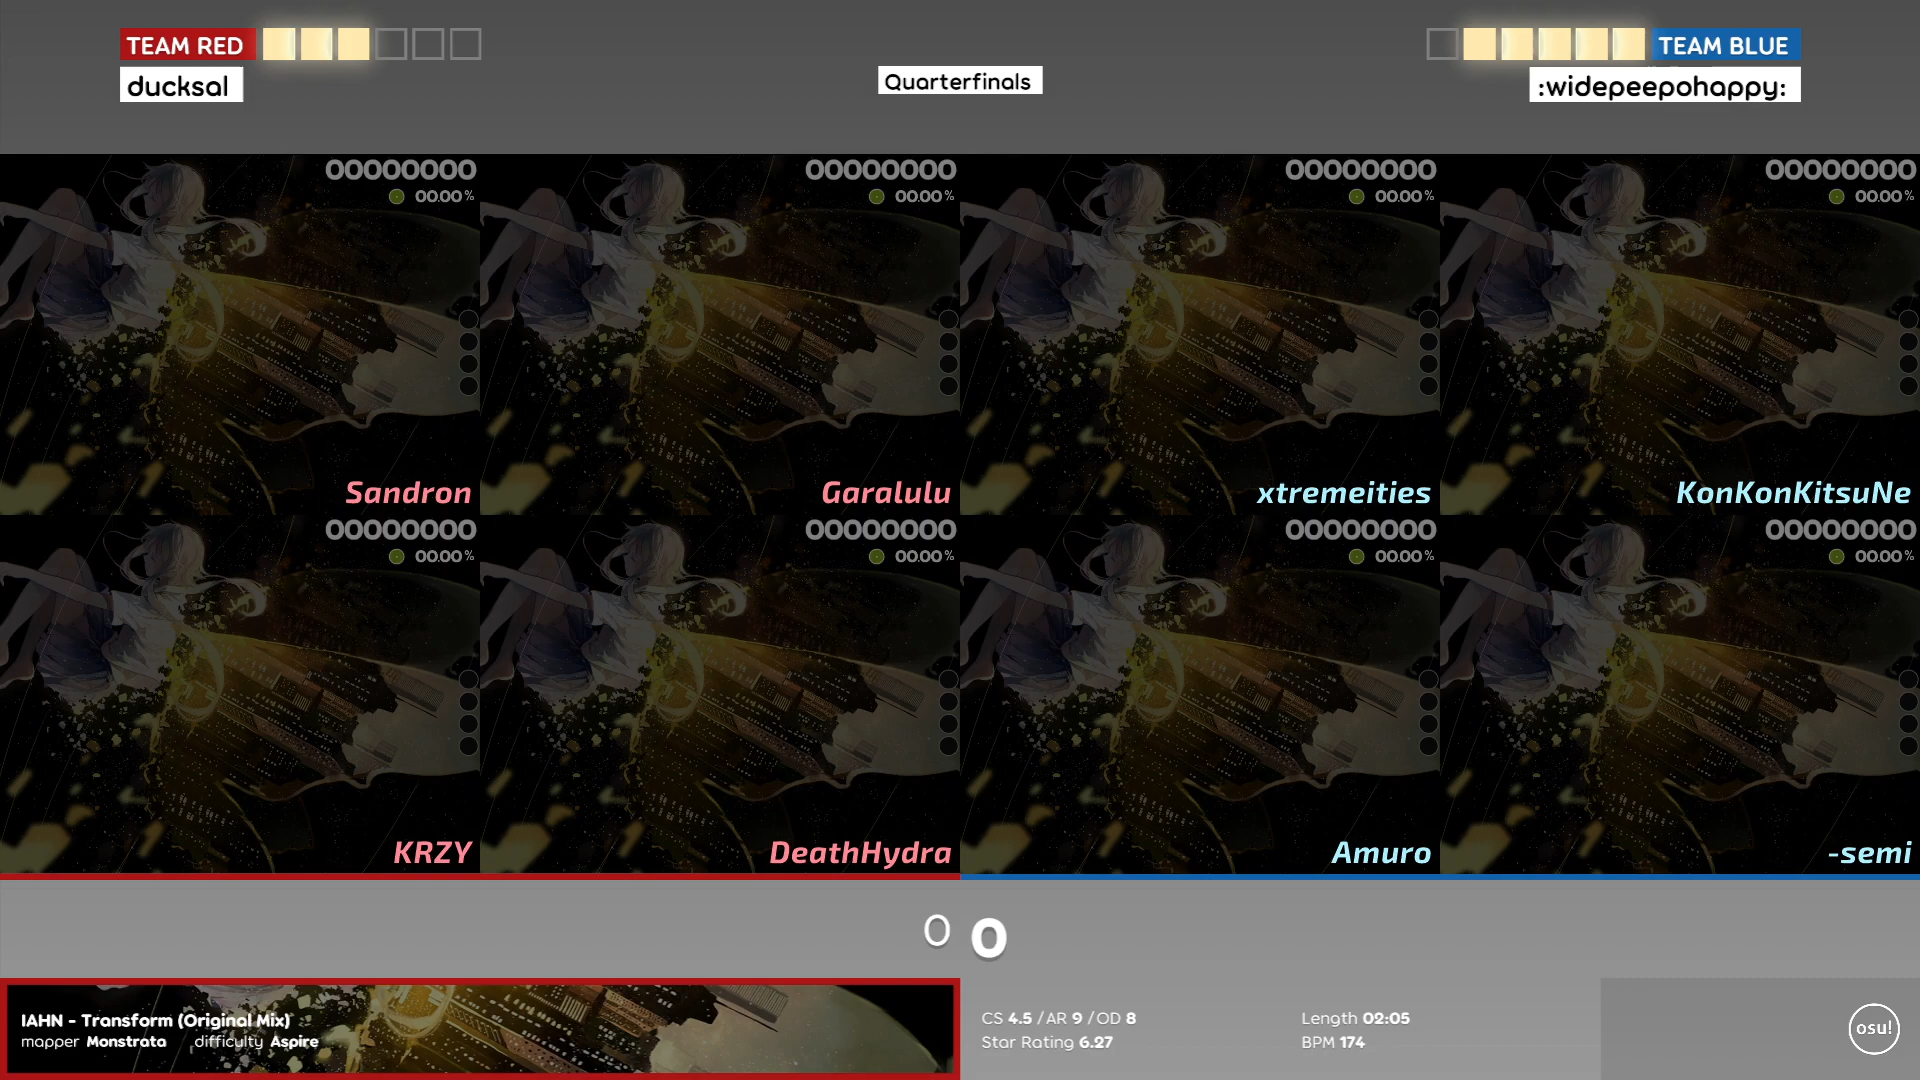 TEAM RED
TEAM BLUE
ducksal
Quarterfinals
:widepeepohappy:
00000000
00.00%
00000000
00.00%
00000000
00.00%
00000000
00.00%
Sandron
Garalulu
xtremeities
KonKonKitsuNe
00000000
00.00%
00000000
00.00%
00000000
00.00%
00000000
00.00%
KRZY
DeathHydra
Amuro
-semi
0 0
IAHN - Transform (Original Mix)
mapper Monstrata difficulty Aspire
CS 4.5 / AR 9 / OD 8
Star Rating 6.27
Length 02:05
BPM 174
osu!